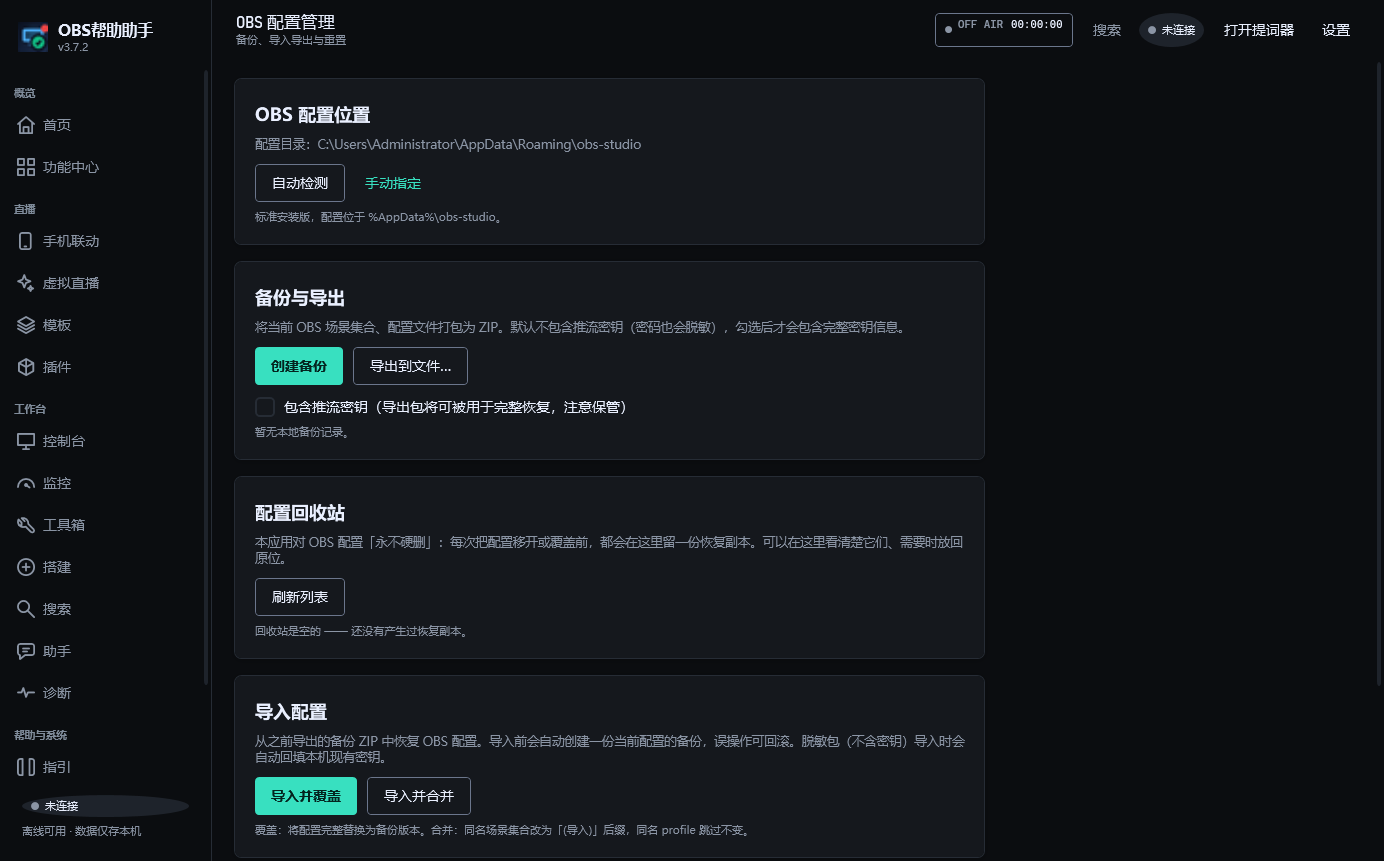 OBS帮助助手
v3.7.2
概览
首页
功能中心
直播
手机联动
虚拟直播
模板
插件
工作台
控制台
监控
工具箱
搭建
搜索
助手
诊断
帮助与系统
指引
未连接
离线可用 · 数据仅存本机
OBS 配置管理
备份、导入导出与重置
OFF AIR 00:00:00
搜索
未连接
打开提词器
设置
OBS 配置位置
配置目录：C:\Users\Administrator\AppData\Roaming\obs-studio
自动检测
手动指定
标准安装版，配置位于 %AppData%\obs-studio。
备份与导出
将当前 OBS 场景集合、配置文件打包为 ZIP。默认不包含推流密钥（密码也会脱敏），勾选后才会包含完整密钥信息。
创建备份
导出到文件...
包含推流密钥（导出包将可被用于完整恢复，注意保管）
暂无本地备份记录。
配置回收站
本应用对 OBS 配置「永不硬删」：每次把配置移开或覆盖前，都会在这里留一份恢复副本。可以在这里看清楚它们、需要时放回
原位。
刷新列表
回收站是空的 —— 还没有产生过恢复副本。
导入配置
从之前导出的备份 ZIP 中恢复 OBS 配置。导入前会自动创建一份当前配置的备份，误操作可回滚。脱敏包（不含密钥）导入时会
自动回填本机现有密钥。
导入并覆盖
导入并合并
覆盖：将配置完整替换为备份版本。合并：同名场景集合改为「(导入)」后缀，同名 profile 跳过不变。